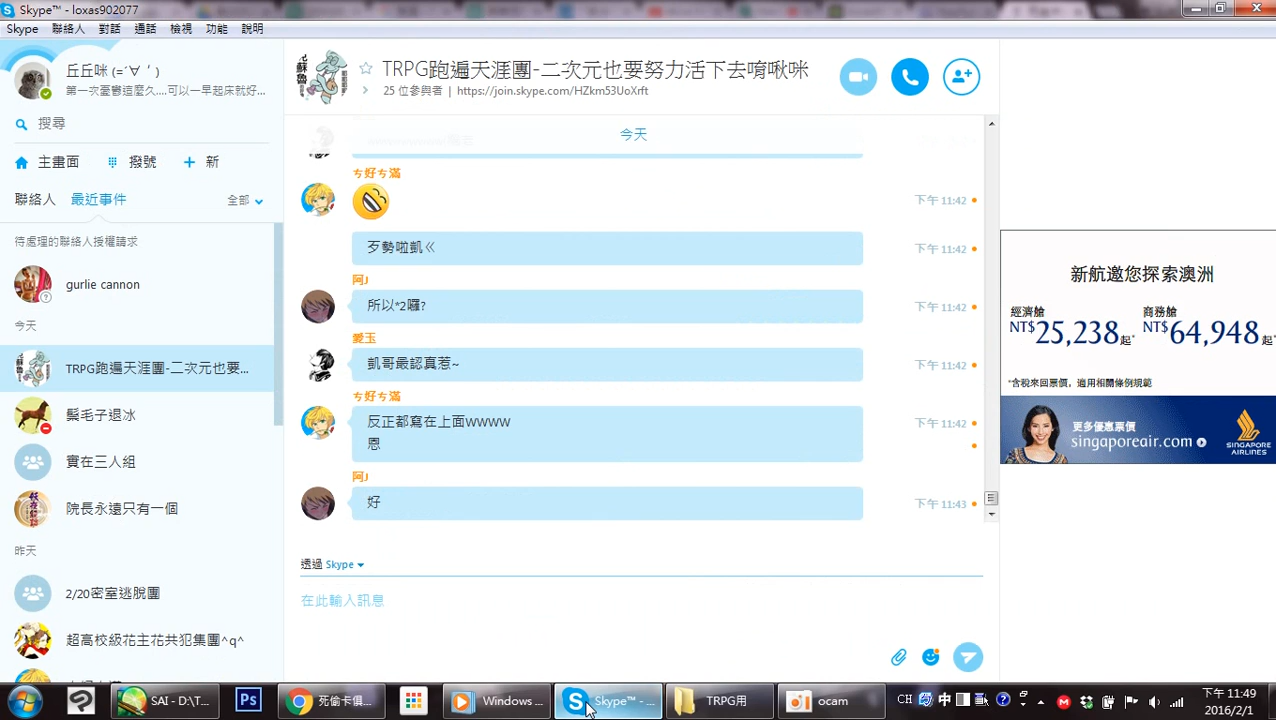 Skype™ - loxas902077
Skype 聯絡人 對話 通話 檢視 功能 說明
丘丘咪 (=ˊ∀ˋ)
第一次憂鬱這麼久....可以一早起床就好...
搜尋
主畫面 撥號 新
聯絡人 最近事件 全部
待處理的聯絡人授權請求
gurlie cannon
今天
TRPG跑遍天涯團-二次元也要...
鬃毛子退冰
實在三人組
院長永遠只有一個
昨天
2/20密室逃脫團
超高校級花主花共犯集團^q^
TRPG跑遍天涯團-二次元也要努力活下去唷啾咪
25 位參與者 | https://join.skype.com/HZkm53UoXrft
今天
ㄘ好ㄘ滿
下午 11:42
歹勢啦凱ㄍ
下午 11:42
阿J
所以*2囉?
下午 11:42
愛玉
凱哥最認真惹~
下午 11:42
ㄘ好ㄘ滿
反正都寫在上面WWWW
下午 11:42
恩
阿J
好
下午 11:43
透過 Skype
在此輸入訊息
新航邀您探索澳洲
經濟艙 商務艙
NT$25,238起* NT$64,948起*
*含稅來回票價，適用相關條例規範
更多優惠票價
singaporeair.com
SINGAPORE AIRLINES
SAI - D:\T...
Ps
死偷卡俱...
Windows ...
Skype™ - ...
TRPG用
ocam
CH
中
下午 11:49
2016/2/1